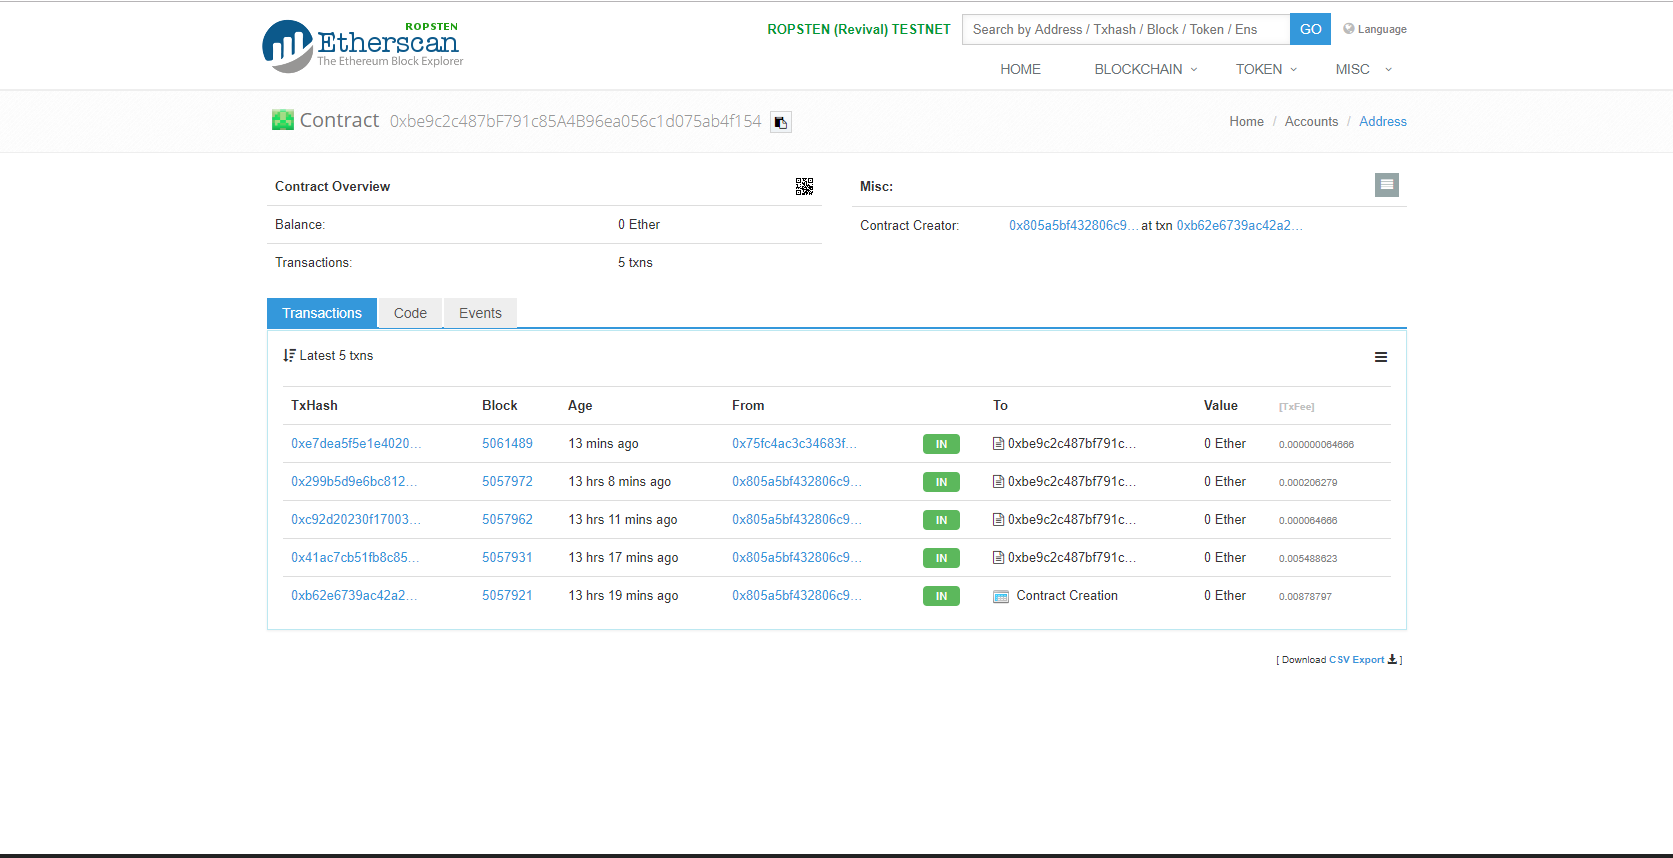 ROPSTEN
Etherscan
The Ethereum Block Explorer
ROPSTEN (Revival) TESTNET
Search by Address / Txhash / Block / Token / Ens
GO
Language
HOME BLOCKCHAIN TOKEN MISC
Contract 0xbe9c2c487bF791c85A4B96ea056c1d075ab4f154
Home / Accounts / Address
Contract Overview
Balance: 0 Ether
Transactions: 5 txns
Misc:
Contract Creator: 0x805a5bf432806c9... at txn 0xb62e6739ac42a2...
Transactions Code Events
Latest 5 txns
TxHash Block Age From To Value [TxFee]
0xe7dea5f5e1e4020... 5061489 13 mins ago 0x75fc4ac3c34683f... IN 0xbe9c2c487bf791c... 0 Ether 0.000000064666
0x299b5d9e6bc812... 5057972 13 hrs 8 mins ago 0x805a5bf432806c9... IN 0xbe9c2c487bf791c... 0 Ether 0.000206279
0xc92d20230f17003... 5057962 13 hrs 11 mins ago 0x805a5bf432806c9... IN 0xbe9c2c487bf791c... 0 Ether 0.000064666
0x41ac7cb51fb8c85... 5057931 13 hrs 17 mins ago 0x805a5bf432806c9... IN 0xbe9c2c487bf791c... 0 Ether 0.005488623
0xb62e6739ac42a2... 5057921 13 hrs 19 mins ago 0x805a5bf432806c9... IN Contract Creation 0 Ether 0.00878797
[ Download CSV Export ]